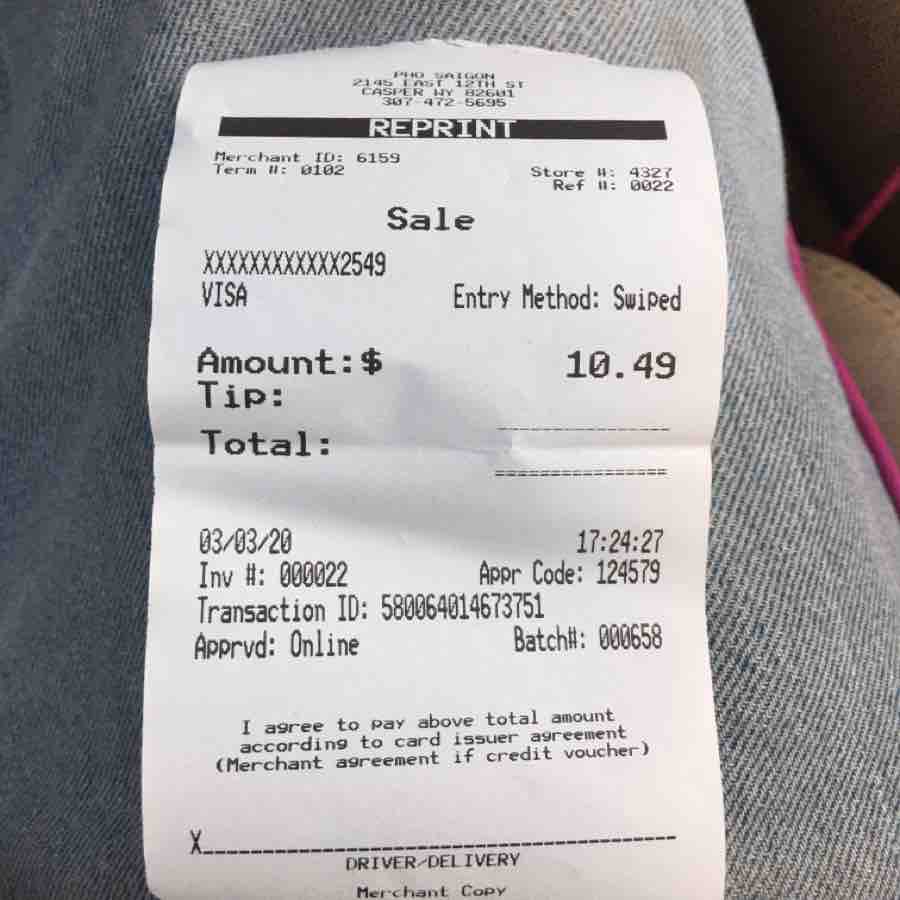 PHO SAIGON
2145 EAST 12TH ST
CASPER WY 82601
307-472-5695
REPRINT
Merchant ID: 6159
Term #: 0102
Store #: 4327
Ref #: 0022
Sale
XXXXXXXXXXXX2549
VISA Entry Method: Swiped
Amount:$ 10.49
Tip:
Total:
03/03/20 17:24:27
Inv #: 000022 Appr Code: 124579
Transaction ID: 580064014673751
Apprvd: Online Batch#: 000658
I agree to pay above total amount
according to card issuer agreement
(Merchant agreement if credit voucher)
X
DRIVER/DELIVERY
Merchant Copy